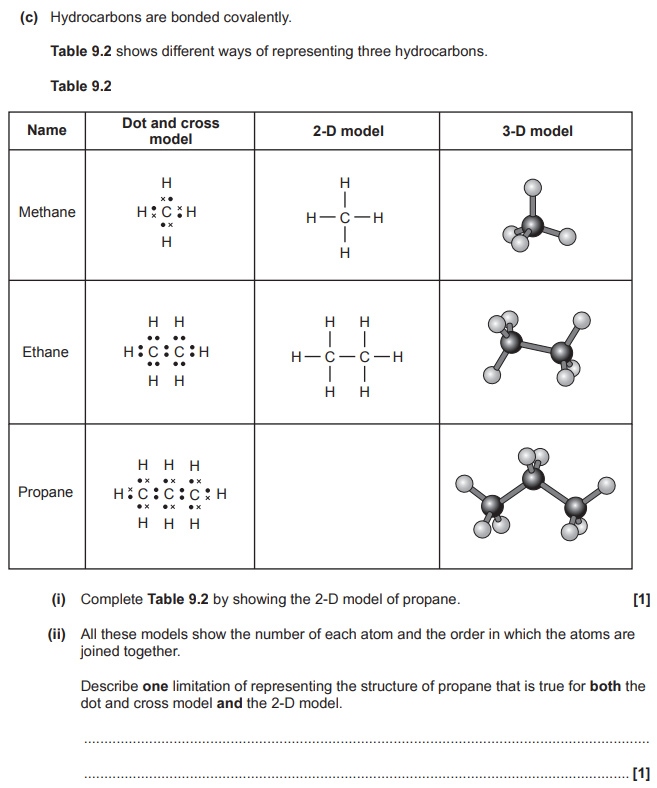 (c) Hydrocarbons are bonded covalently.
Table 9.2 shows different ways of representing three hydrocarbons.
Table 9.2
Name
Dot and cross
model
2-D model
3-D model
Methane
H
H C H
H
H
H—C—H
H
Ethane
H H
H C C H
H H
H H
H—C—C—H
H H
Propane
H H H
H C C C H
H H H
(i) Complete Table 9.2 by showing the 2-D model of propane. [1]
(ii) All these models show the number of each atom and the order in which the atoms are
joined together.
Describe one limitation of representing the structure of propane that is true for both the
dot and cross model and the 2-D model.
[1]